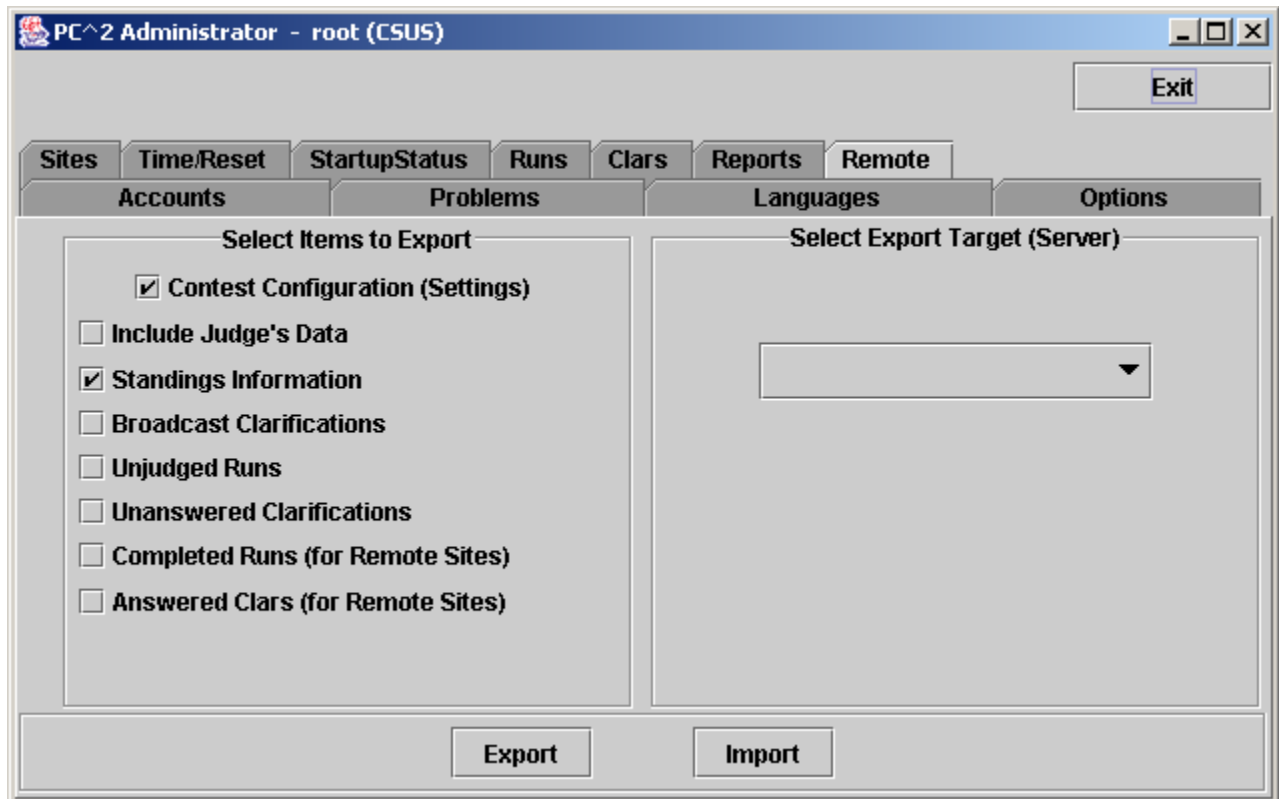 PC^2 Administrator - root (CSUS)
Exit
Sites Time/Reset StartupStatus Runs Clars Reports Remote
Accounts Problems Languages Options
Select Items to Export
Contest Configuration (Settings)
Include Judge's Data
Standings Information
Broadcast Clarifications
Unjudged Runs
Unanswered Clarifications
Completed Runs (for Remote Sites)
Answered Clars (for Remote Sites)
Select Export Target (Server)
Export Import